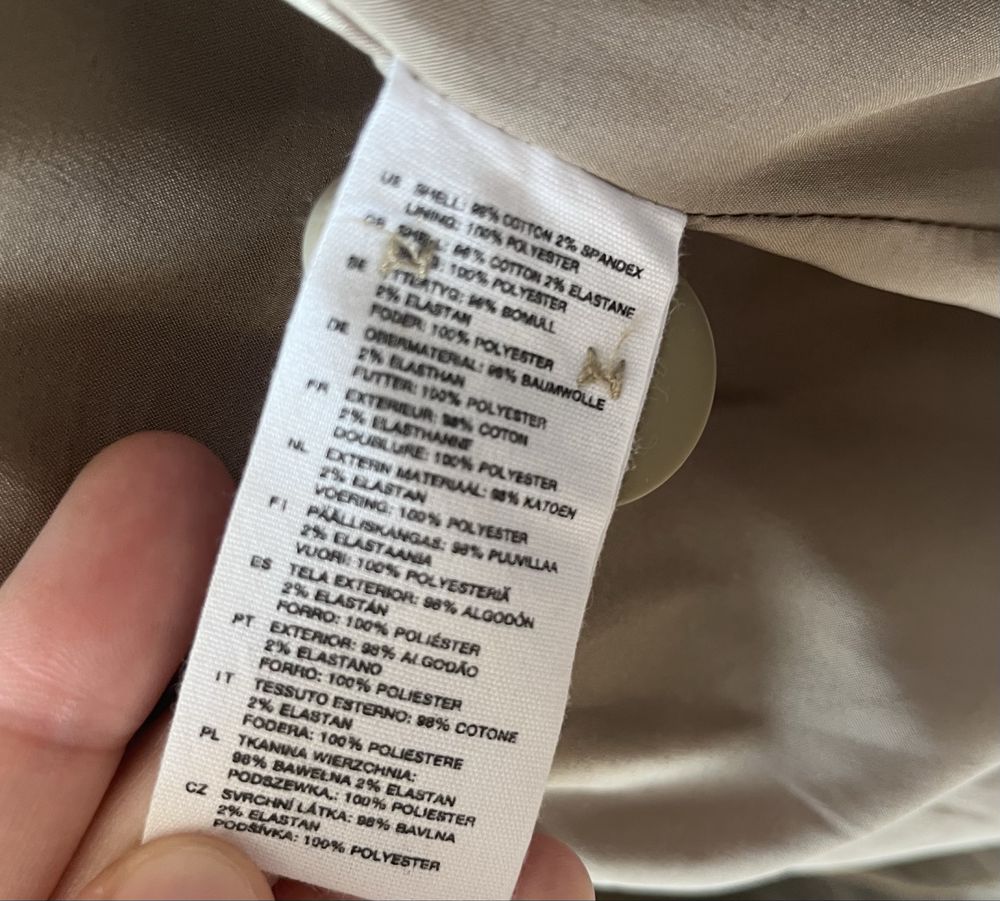 US SHELL: 98% COTTON 2% SPANDEX
LINING: 100% POLYESTER
GB SHELL: 98% COTTON 2% ELASTANE
100% POLYESTER
SE YTTERTYG: 98% BOMULL
2% ELASTAN
FODER: 100% POLYESTER
DE OBERMATERIAL: 98% BAUMWOLLE
2% ELASTHAN
FUTTER: 100% POLYESTER
FR EXTERIEUR: 98% COTON
2% ELASTHANNE
DOUBLURE: 100% POLYESTER
NL EXTERN MATERIAAL: 98% KATOEN
2% ELASTAN
VOERING: 100% POLYESTER
FI PÄÄLLISKANGAS: 98% PUUVILLAA
2% ELASTAANIA
VUORI: 100% POLYESTERIÄ
ES TELA EXTERIOR: 98% ALGODÓN
2% ELASTÁN
FORRO: 100% POLIÉSTER
PT EXTERIOR: 98% ALGODÃO
2% ELASTANO
FORRO: 100% POLIESTER
IT TESSUTO ESTERNO: 98% COTONE
2% ELASTAN
FODERA: 100% POLIESTERE
PL TKANINA WIERZCHNIA:
98% BAWEŁNA 2% ELASTAN
PODSZEWKA.: 100% POLIESTER
CZ SVRCHNÍ LÁTKA: 98% BAVLNA
2% ELASTAN
PODŠÍVKA: 100% POLYESTER